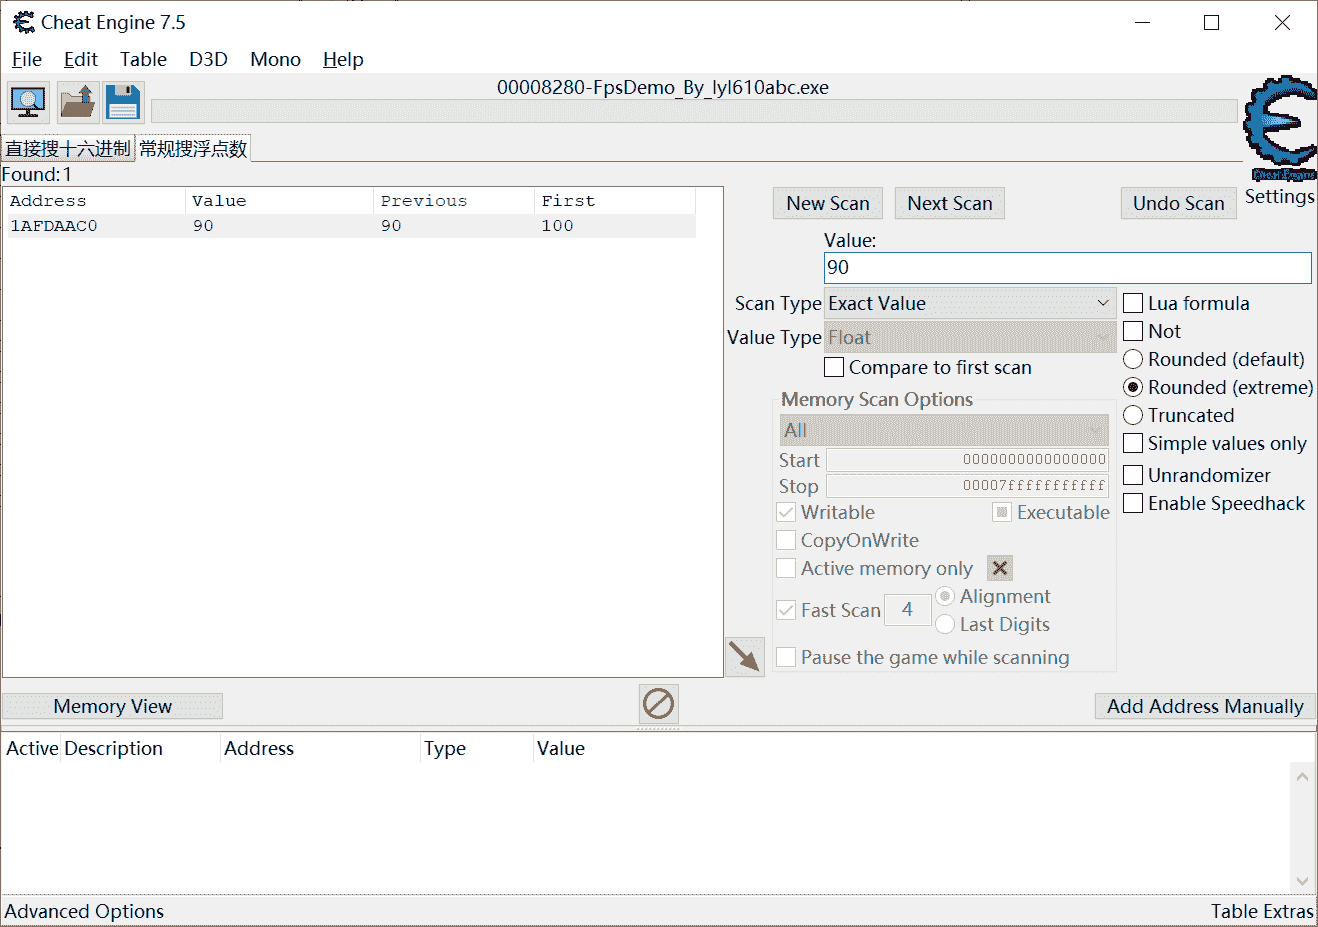 Cheat Engine 7.5
File Edit Table D3D Mono Help
00008280-FpsDemo_By_lyl610abc.exe
直接搜十六进制 常规搜浮点数
Cheat Engine
Found: 1
Settings
Address Value Previous First
1AFDAAC0 90 90 100
New Scan Next Scan Undo Scan
Value:
90
Scan Type Exact Value
Lua formula
Value Type Float
Not
Rounded (default)
Compare to first scan
Rounded (extreme)
Memory Scan Options
Truncated
All
Simple values only
Start 0000000000000000
Unrandomizer
Stop 00007fffffffffff
Enable Speedhack
Writable Executable
CopyOnWrite
Active memory only
Fast Scan 4 Alignment
Last Digits
Pause the game while scanning
Memory View Add Address Manually
Active Description Address Type Value
Advanced Options Table Extras